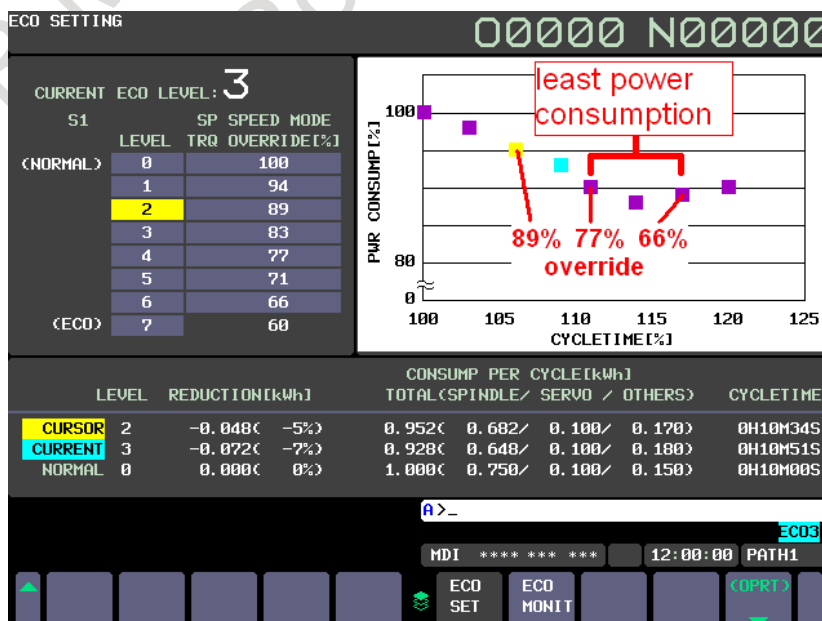 ECO SETTING
O0000 N00000
CURRENT ECO LEVEL:3
S1 SP SPEED MODE
LEVEL TRQ OVERRIDE[%]
(NORMAL) 0 100
1 94
2 89
3 83
4 77
5 71
6 66
(ECO) 7 60
least power
consumption
PWR CONSUMP[%]
100
80
0
89% 77% 66%
override
100 105 110 115 120 125
CYCLETIME[%]
CONSUMP PER CYCLE[kWh]
LEVEL REDUCTION[kWh] TOTAL(SPINDLE/ SERVO / OTHERS) CYCLETIME
CURSOR 2 -0.048( -5%) 0.952( 0.682/ 0.100/ 0.170) 0H10M34S
CURRENT 3 -0.072( -7%) 0.928( 0.648/ 0.100/ 0.180) 0H10M51S
NORMAL 0 0.000( 0%) 1.000( 0.750/ 0.100/ 0.150) 0H10M00S
A>_
ECO3
MDI **** *** *** 12:00:00 PATH1
ECO SET
ECO MONIT
(OPRT)